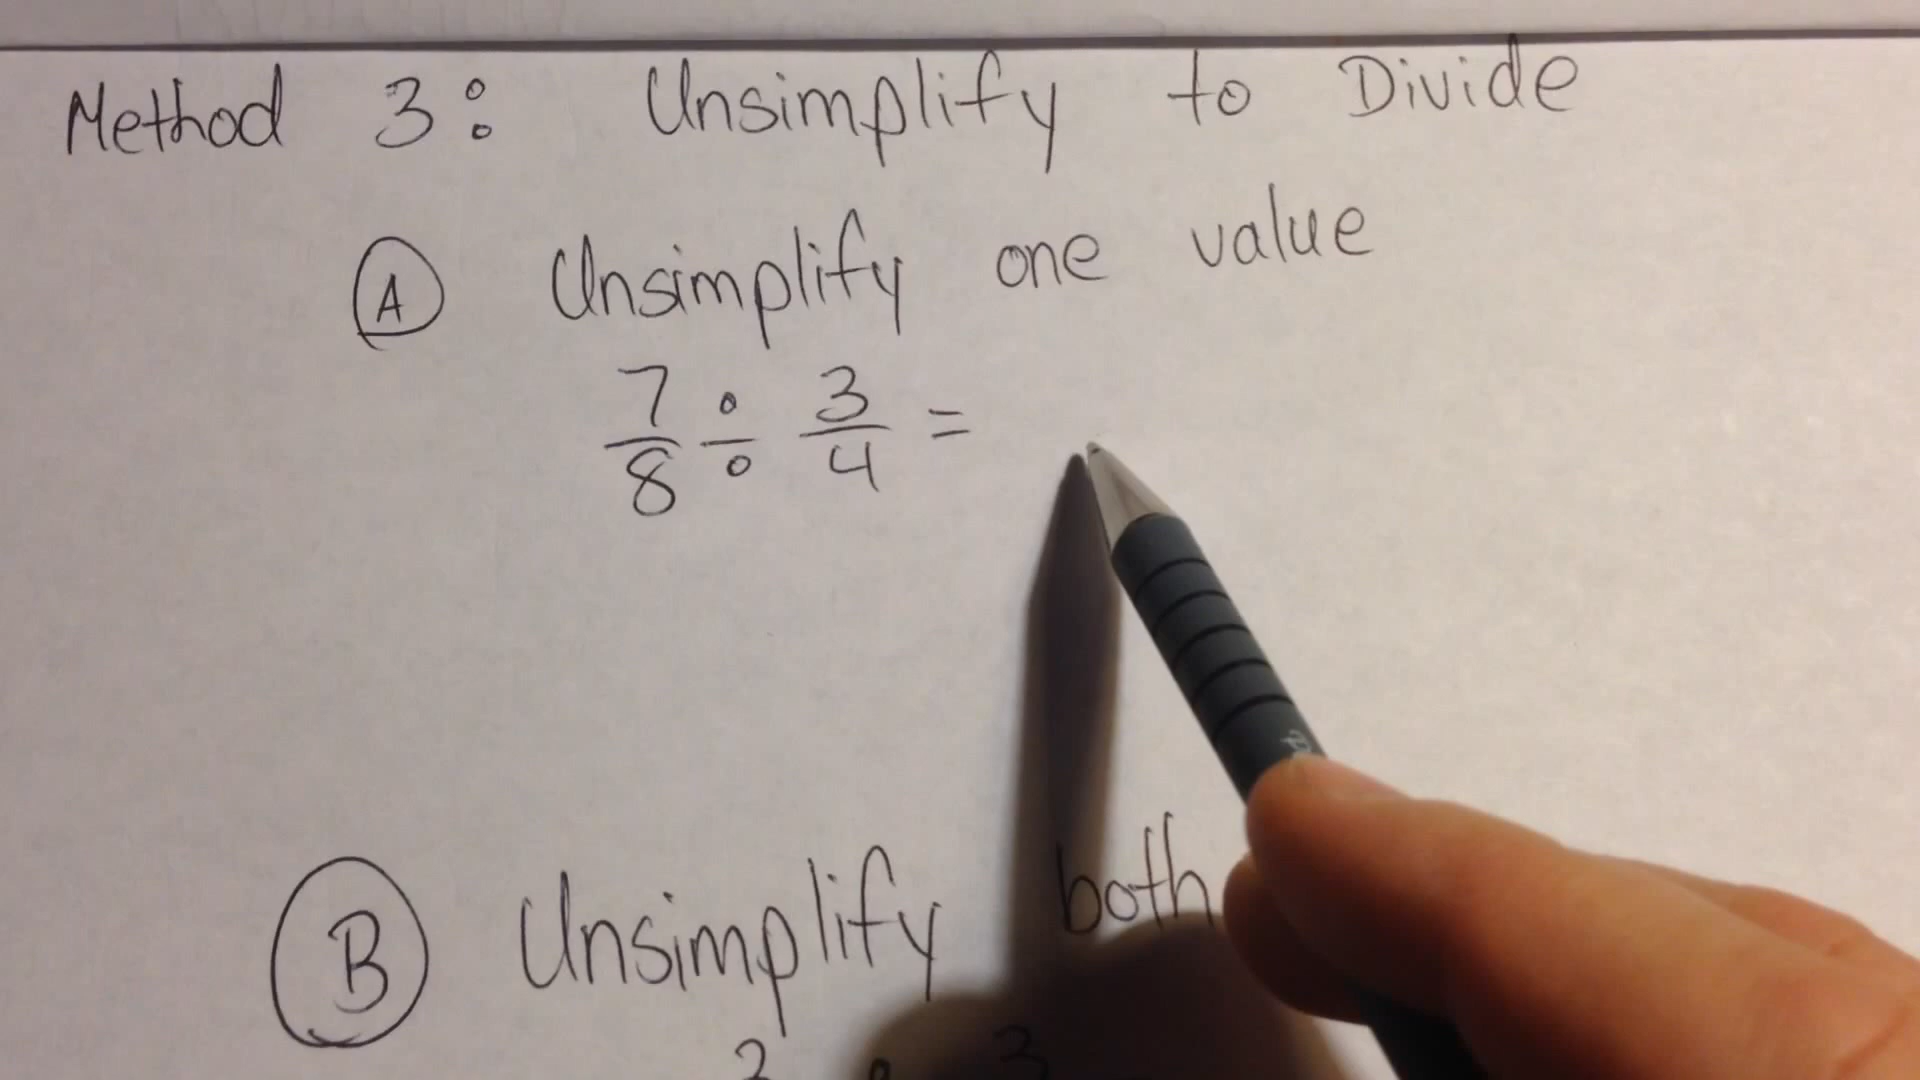 Method 3: Unsimplify to Divide
A Unsimplify one value
7/8 ÷ 3/4 =
B Unsimplify both